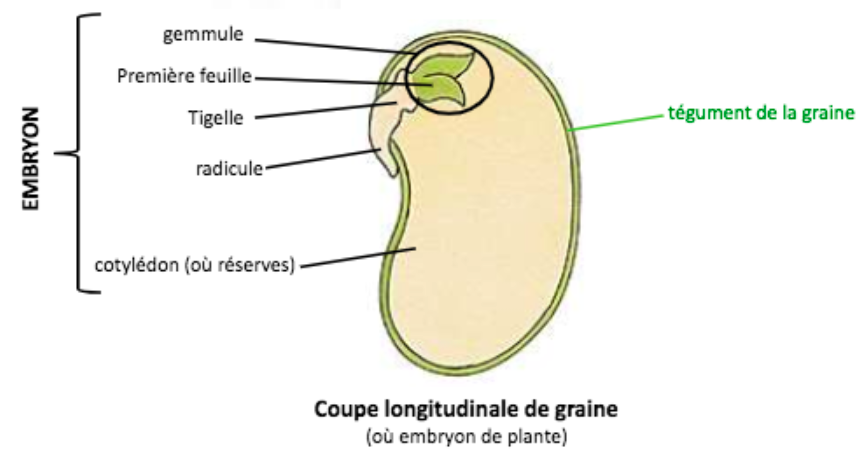 gemmule
Première feuille
Tigelle
radicule
cotylédon (où réserves)
EMBRYON
tégument de la graine
Coupe longitudinale de graine
(où embryon de plante)